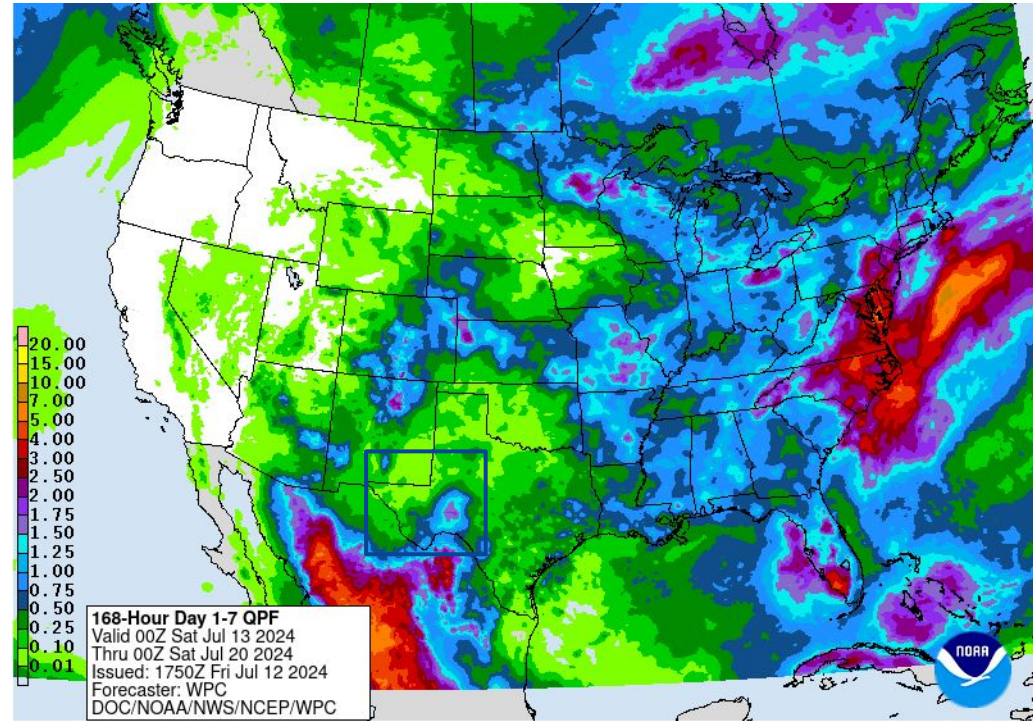 20.00
15.00
10.00
7.00
5.00
4.00
3.00
2.50
2.00
1.75
1.50
1.25
1.00
0.75
0.50
0.25
0.10
0.01
168-Hour Day 1-7 QPF
Valid 00Z Sat Jul 13 2024
Thru 00Z Sat Jul 20 2024
Issued: 1750Z Fri Jul 12 2024
Forecaster: WPC
DOC/NOAA/NWS/NCEP/WPC
NOAA